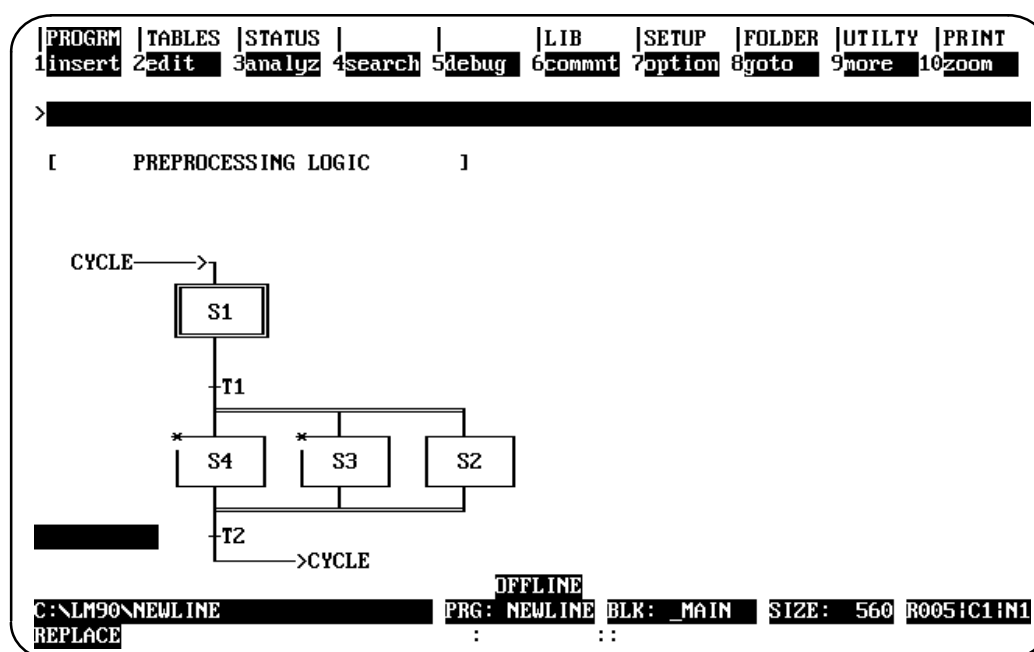 |PROGRM |TABLES |STATUS | | |LIB |SETUP |FOLDER |UTILTY |PRINT
1insert 2edit 3analyz 4search 5debug 6commnt 7option 8goto 9more 10zoom
>
[ PREPROCESSING LOGIC ]
CYCLE
S1
T1
* *
S4 S3 S2
T2
>CYCLE
OFFLINE
C:\LM90\NEWLINE PRG: NEWLINE BLK: _MAIN SIZE: 560 R005¦C1¦N1
REPLACE : ::